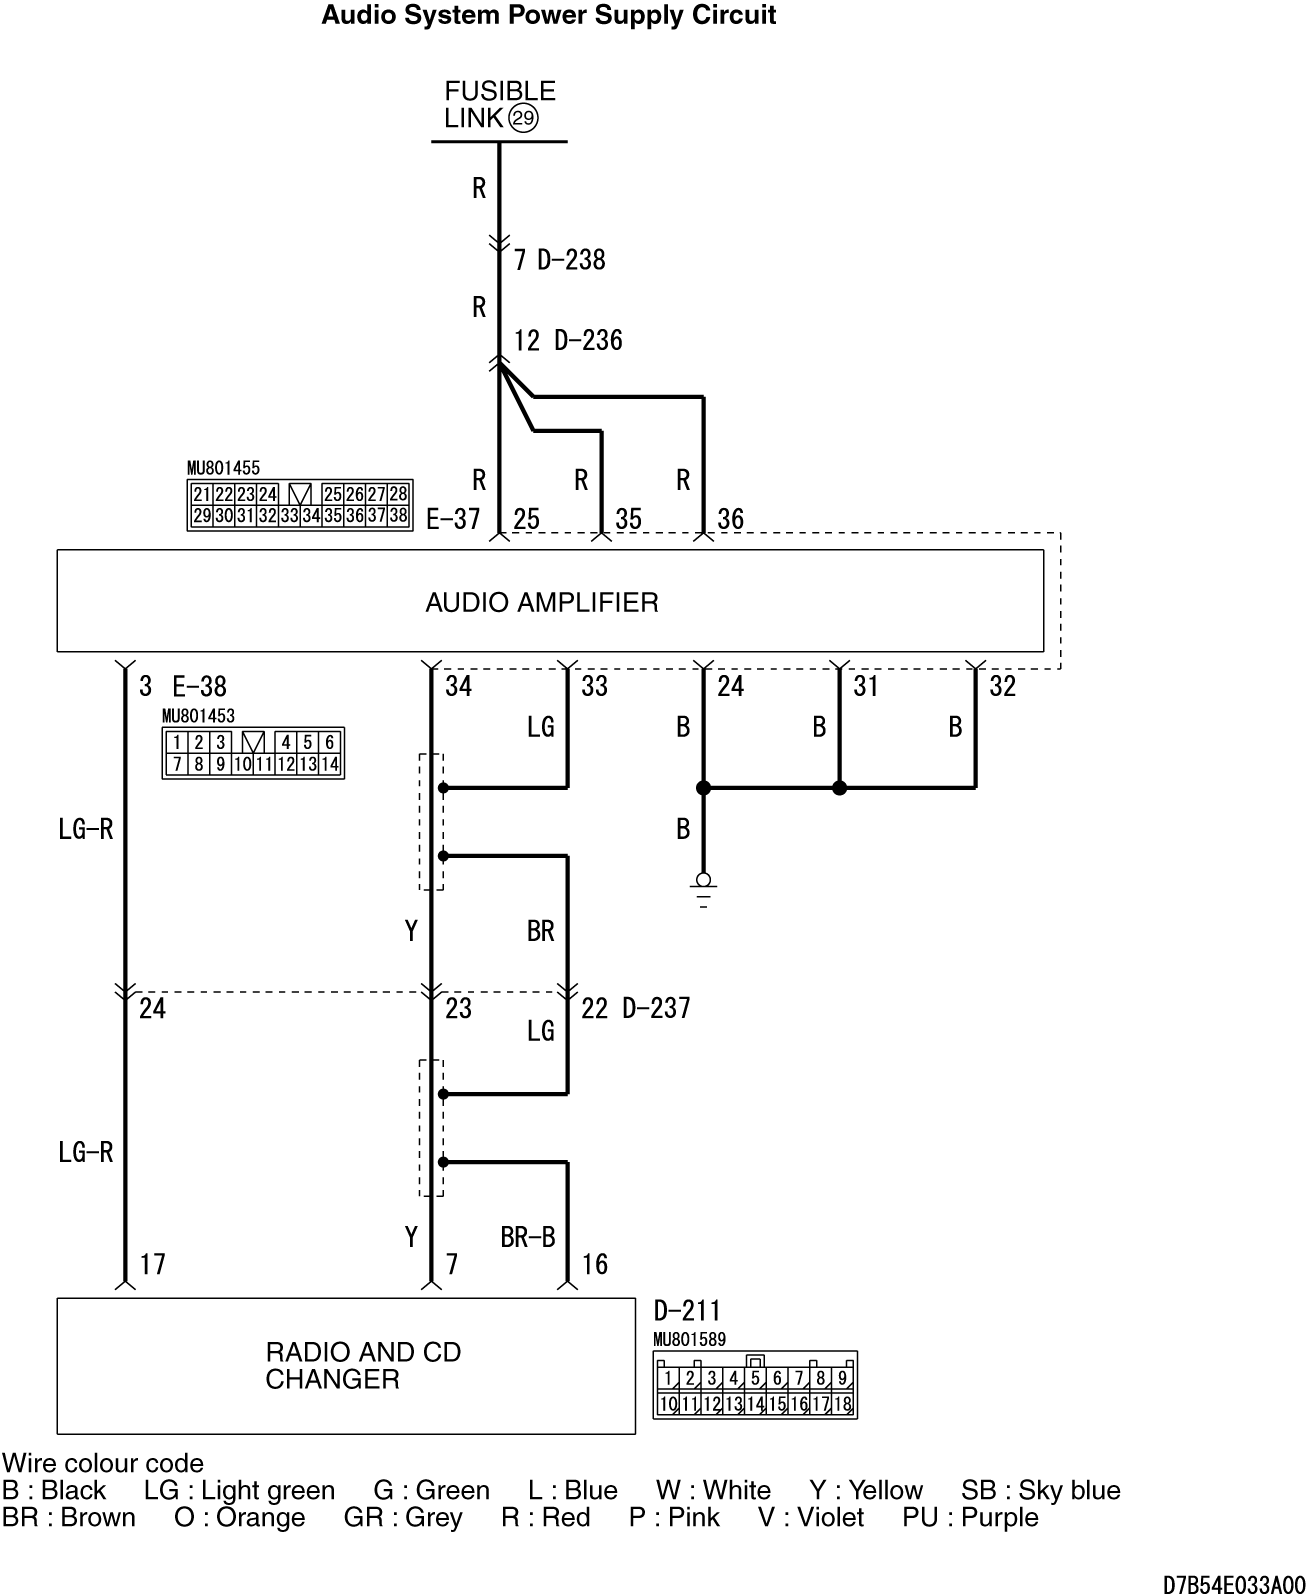 Audio System Power Supply Circuit
FUSIBLE
LINK 29
R
7 D-238
R
12 D-236
R R R
MU801455
21 22 23 24 25 26 27 28
29 30 31 32 33 34 35 36 37 38
E-37 25 35 36
AUDIO AMPLIFIER
3 E-38 34 33 24 31 32
MU801453
1 2 3 4 5 6
7 8 9 10 11 12 13 14
LG B B B
LG-R B
Y BR
24 23 22 D-237
LG
LG-R
Y BR-B
17 7 16
RADIO AND CD
CHANGER
D-211
MU801589
1 2 3 4 5 6 7 8 9
10 11 12 13 14 15 16 17 18
Wire colour code
B : Black LG : Light green G : Green L : Blue W : White Y : Yellow SB : Sky blue
BR : Brown O : Orange GR : Grey R : Red P : Pink V : Violet PU : Purple
D7B54E033A00